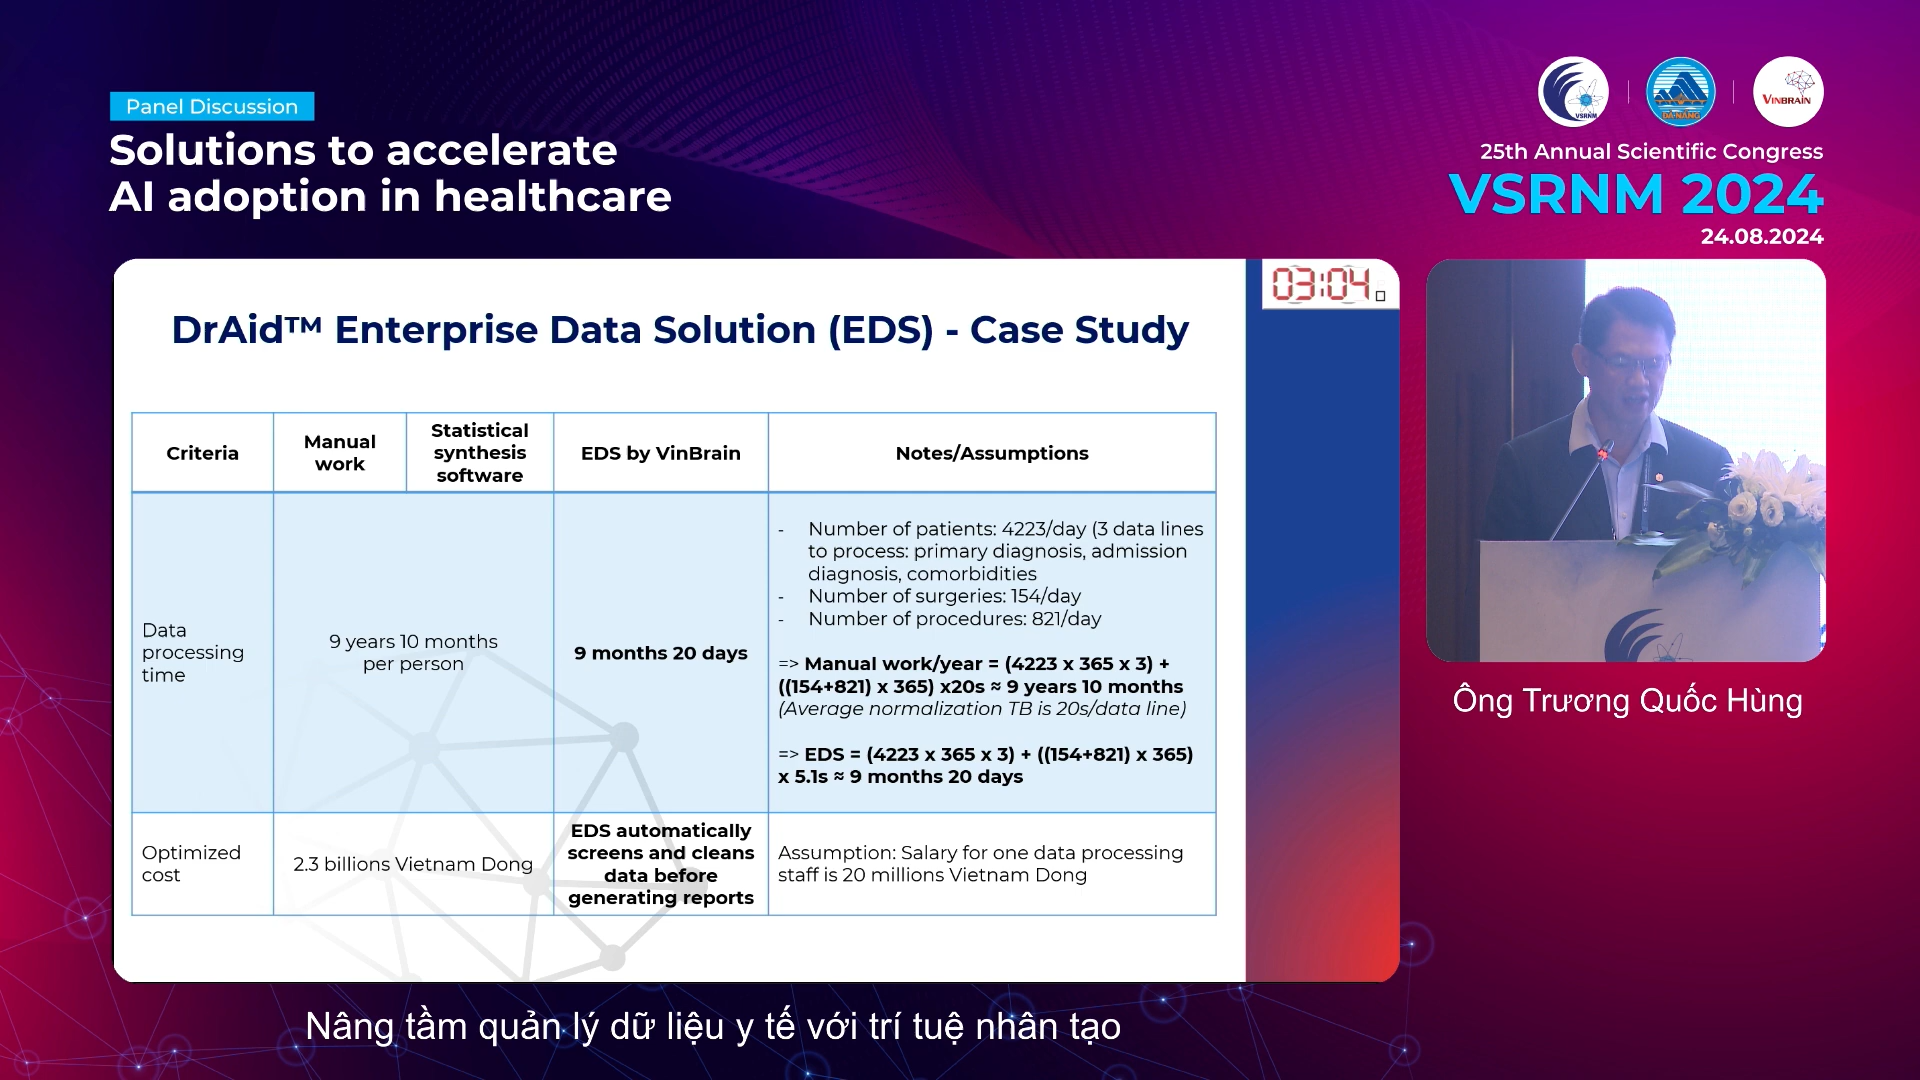 Panel Discussion
Solutions to accelerate
AI adoption in healthcare
VSRNM
DA NANG
VINBRAIN
25th Annual Scientific Congress
VSRNM 2024
24.08.2024
03:04
DrAid™ Enterprise Data Solution (EDS) - Case Study
Criteria
Manual
work
Statistical
synthesis
software
EDS by VinBrain
Notes/Assumptions
Data
processing
time
9 years 10 months
per person
9 months 20 days
- Number of patients: 4223/day (3 data lines
to process: primary diagnosis, admission
diagnosis, comorbidities
- Number of surgeries: 154/day
- Number of procedures: 821/day
=> Manual work/year = (4223 x 365 x 3) +
((154+821) x 365) x20s ≈ 9 years 10 months
(Average normalization TB is 20s/data line)
=> EDS = (4223 x 365 x 3) + ((154+821) x 365)
x 5.1s ≈ 9 months 20 days
Optimized
cost
2.3 billions Vietnam Dong
EDS automatically
screens and cleans
data before
generating reports
Assumption: Salary for one data processing
staff is 20 millions Vietnam Dong
Ông Trương Quốc Hùng
Nâng tầm quản lý dữ liệu y tế với trí tuệ nhân tạo